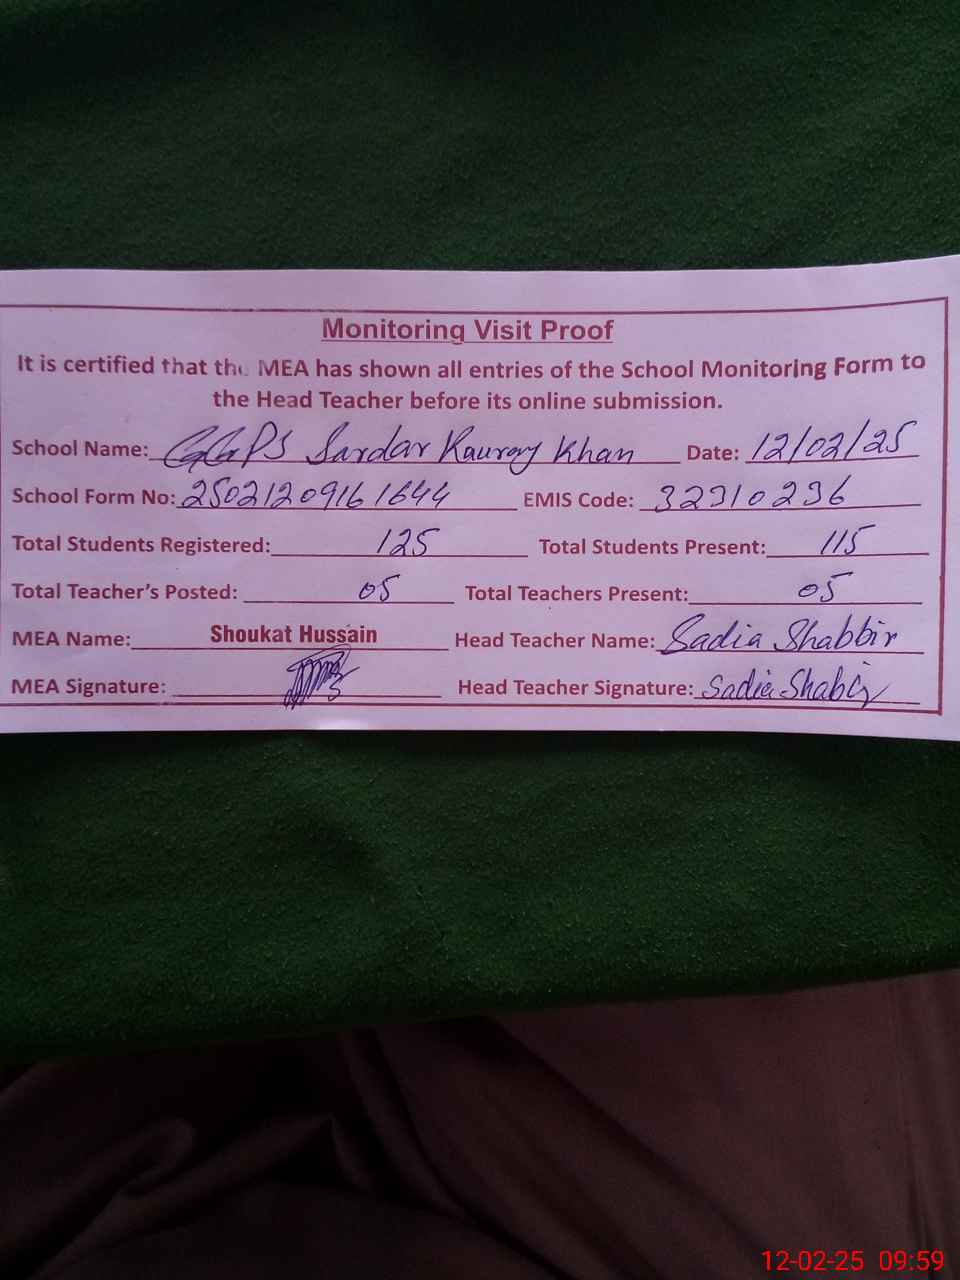 Monitoring Visit Proof
It is certified that the MEA has shown all entries of the School Monitoring Form to
the Head Teacher before its online submission.
School Name: GGPS Sardar Kauray Khan Date: 12/02/25
School Form No: 25021209161644 EMIS Code: 32310236
Total Students Registered: 125 Total Students Present: 115
Total Teacher's Posted: 05 Total Teachers Present: 05
MEA Name: Shoukat Hussain Head Teacher Name: Sadia Shabbir
MEA Signature: Head Teacher Signature: Sadia Shabir
12-02-25 09:59